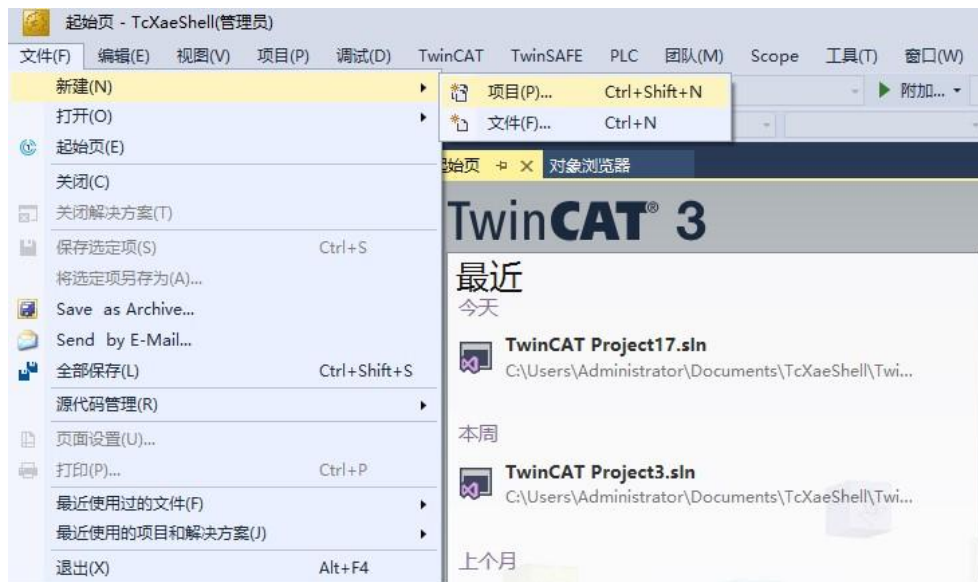 起始页 - TcXaeShell(管理员)
文件(F) 编辑(E) 视图(V) 项目(P) 调试(D) TwinCAT TwinSAFE PLC 团队(M) Scope 工具(T) 窗口(W)
新建(N)
项目(P)... Ctrl+Shift+N
附加...
打开(O)
文件(F)... Ctrl+N
起始页(E)
起始页 对象浏览器
关闭(C)
关闭解决方案(T)
TwinCAT® 3
保存选定项(S) Ctrl+S
将选定项另存为(A)...
最近
今天
Save as Archive...
Send by E-Mail...
TwinCAT Project17.sln
全部保存(L) Ctrl+Shift+S
C:\Users\Administrator\Documents\TcXaeShell\Twi...
源代码管理(R)
页面设置(U)...
本周
打印(P)... Ctrl+P
TwinCAT Project3.sln
C:\Users\Administrator\Documents\TcXaeShell\Twi...
最近使用过的文件(F)
最近使用的项目和解决方案(J)
退出(X) Alt+F4
上个月